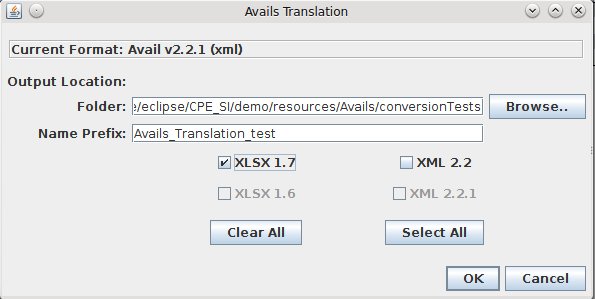 Avails Translation
Current Format: Avail v2.2.1 (xml)
Output Location:
Folder: e/eclipse/CPE_SI/demo/resources/Avails/conversionTests Browse..
Name Prefix: Avails_Translation_test
XLSX 1.7 XML 2.2
XLSX 1.6 XML 2.2.1
Clear All Select All
OK Cancel